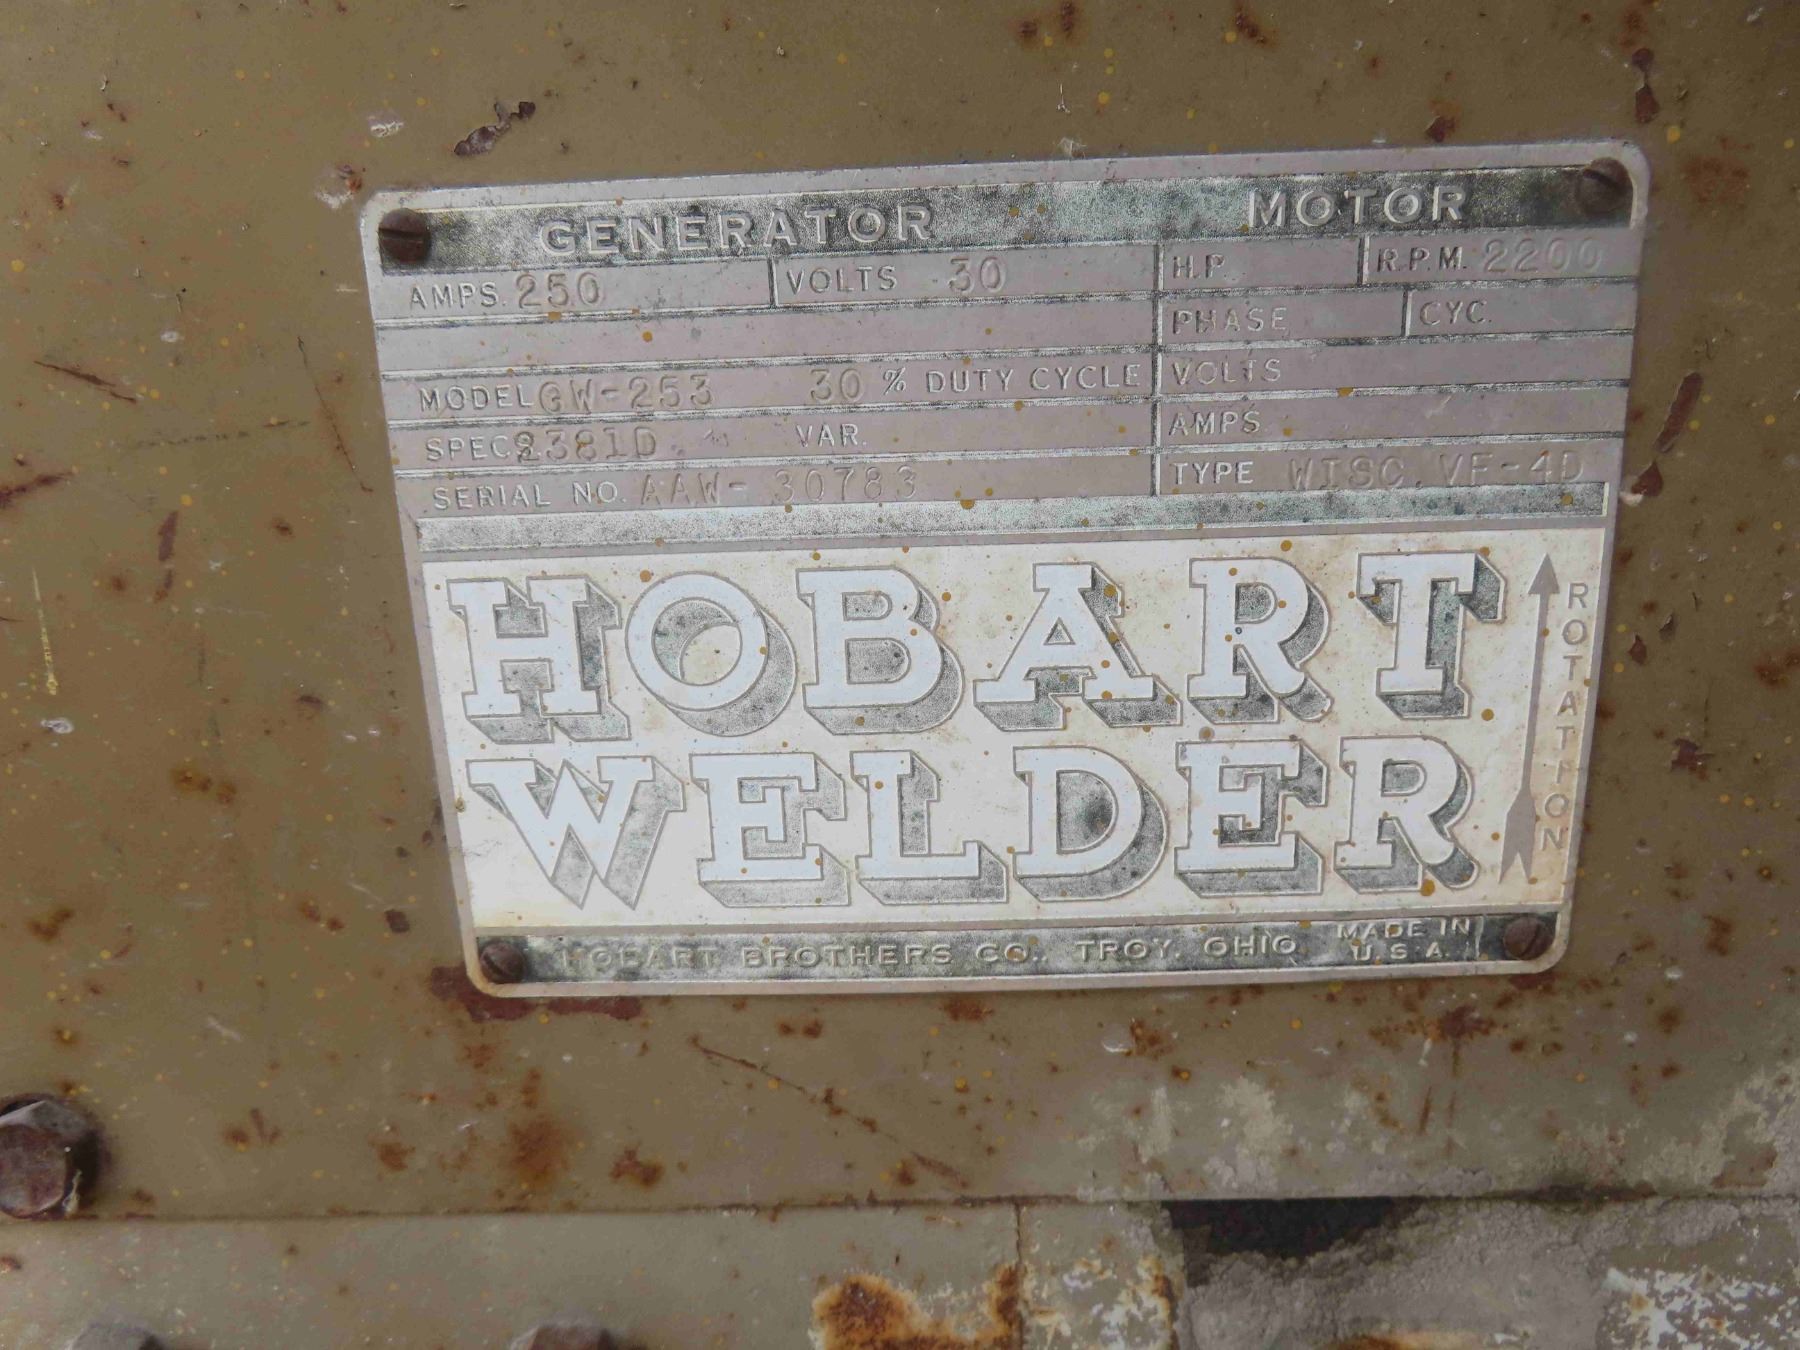 GENERATOR MOTOR
AMPS. 250 VOLTS 30 H.P. R.P.M. 2200
PHASE CYC.
MODEL GW-253 30 % DUTY CYCLE VOLTS
SPEC. 2381D VAR. AMPS
SERIAL NO. AAW- 30783 TYPE WISC. VF-4D
HOBART
WELDER
ROTATION
HOBART BROTHERS CO., TROY, OHIO MADE IN
U.S.A.